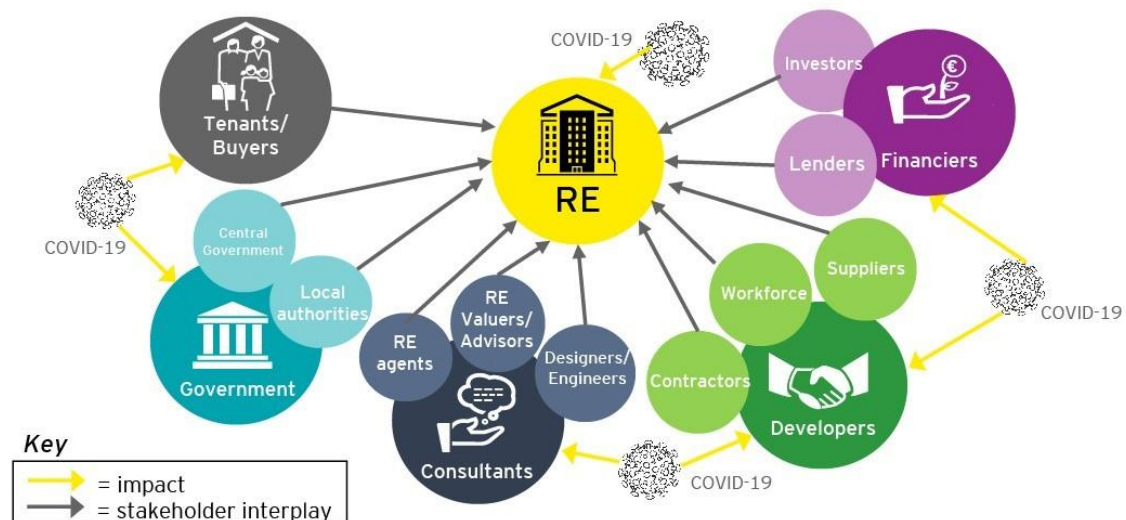 COVID-19
Tenants/
Buyers
Investors
€
Lenders
Financiers
RE
COVID-19
Central
Government
Local
authorities
Government
RE
agents
RE
Valuers/
Advisors
Designers/
Engineers
Consultants
Workforce
Suppliers
Contractors
Developers
COVID-19
COVID-19
Key
= impact
= stakeholder interplay